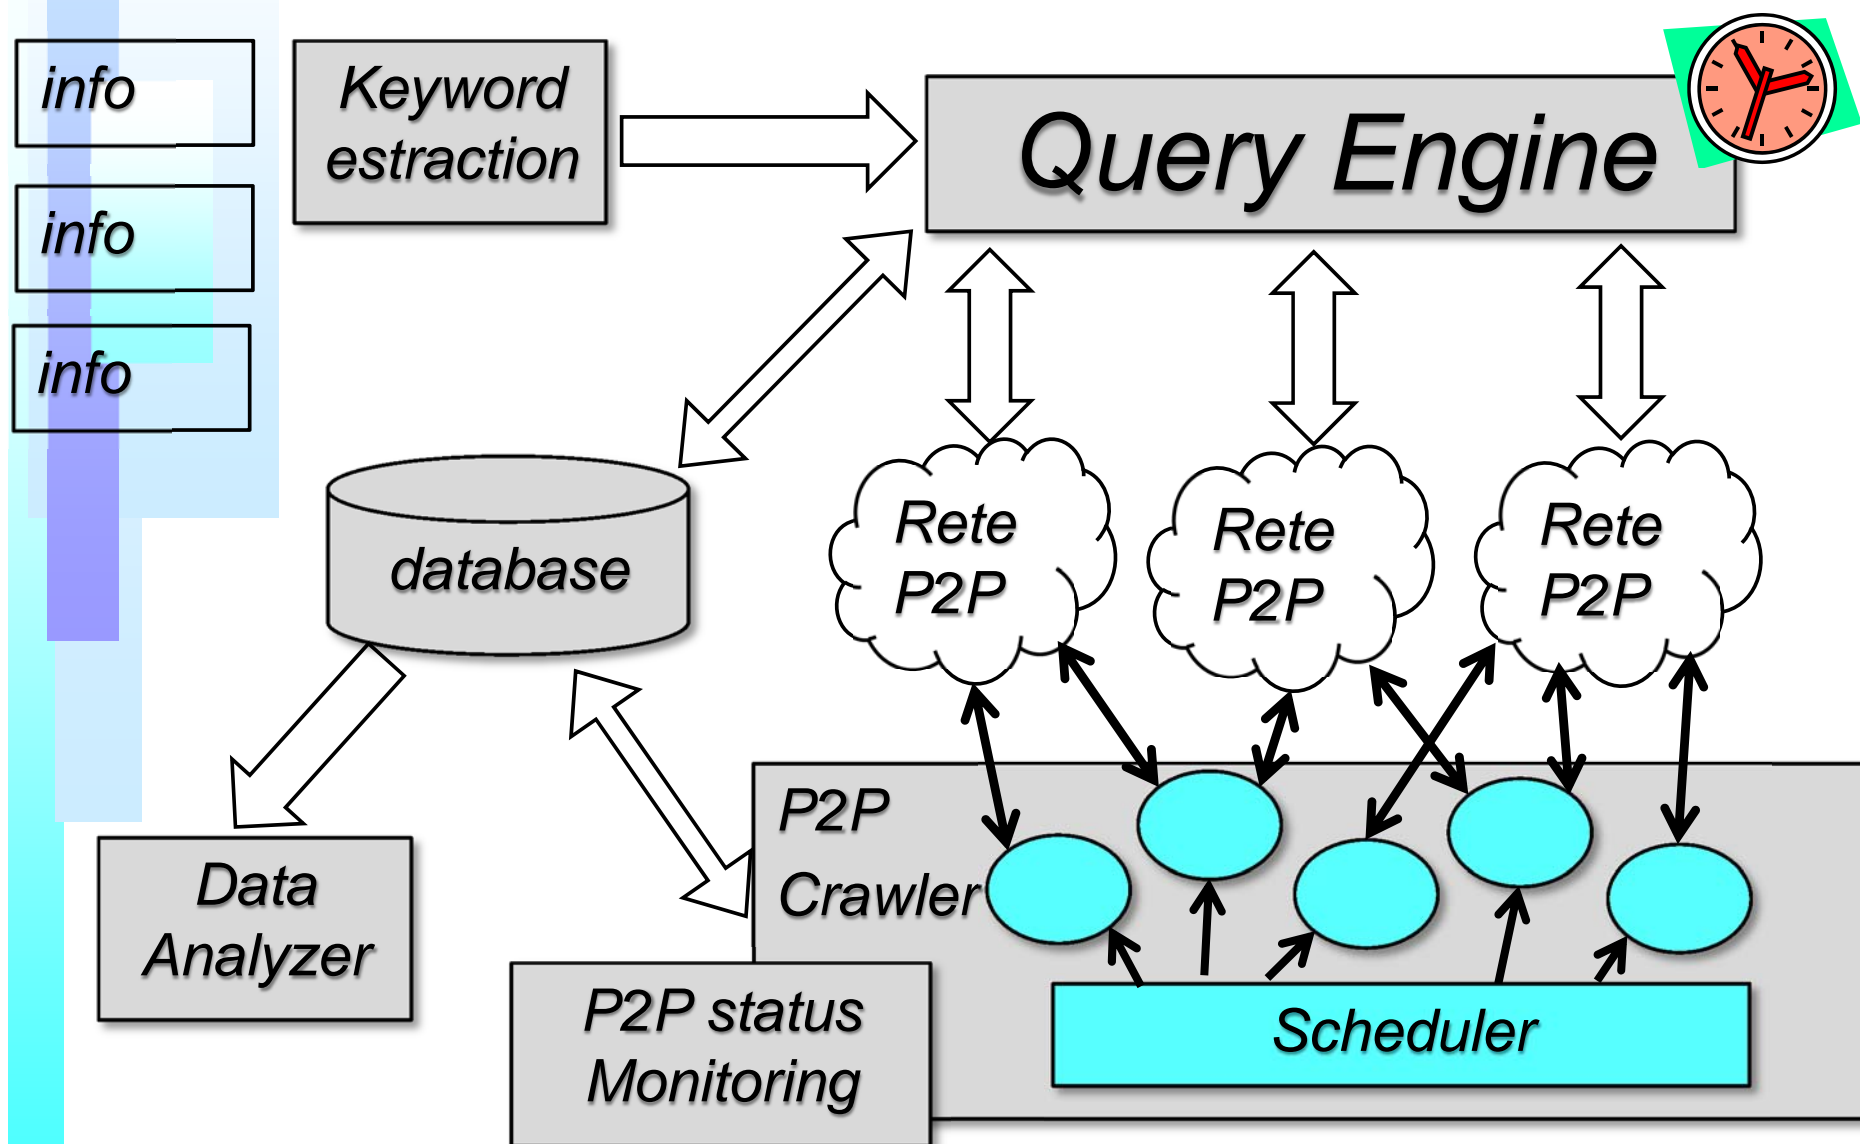 info
info
info
Keyword
estraction
Query Engine
database
Rete
P2P
Rete
P2P
Rete
P2P
Data
Analyzer
P2P
Crawler
P2P status
Monitoring
Scheduler